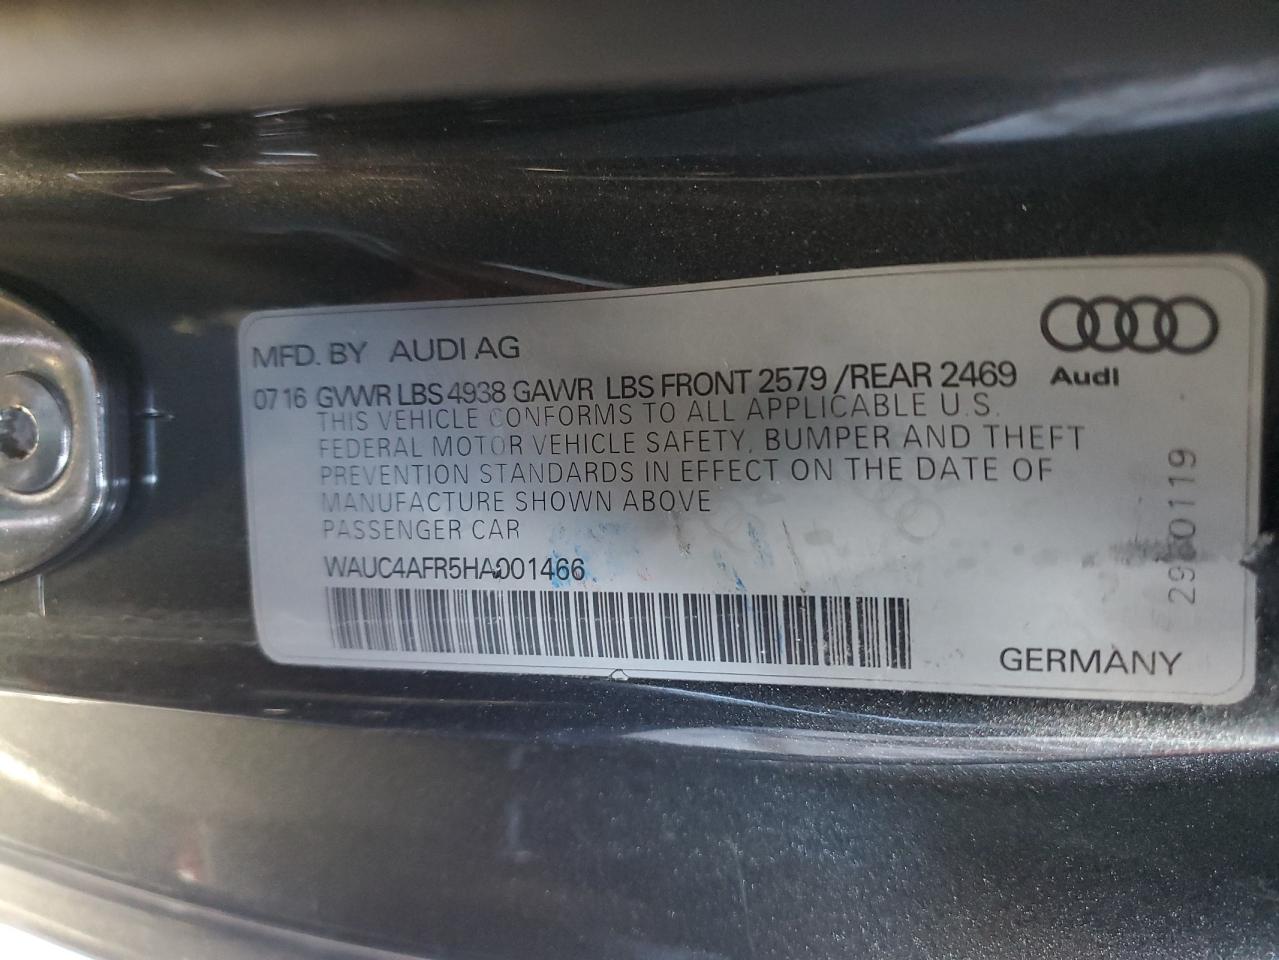 MFD. BY AUDI AG
07 16 GVWR LBS 4938 GAWR LBS FRONT 2579 /REAR 2469
Audi
THIS VEHICLE CONFORMS TO ALL APPLICABLE U.S.
FEDERAL MOTOR VEHICLE SAFETY, BUMPER AND THEFT
PREVENTION STANDARDS IN EFFECT ON THE DATE OF
MANUFACTURE SHOWN ABOVE
PASSENGER CAR
WAUC4AFR5HA001466
GERMANY